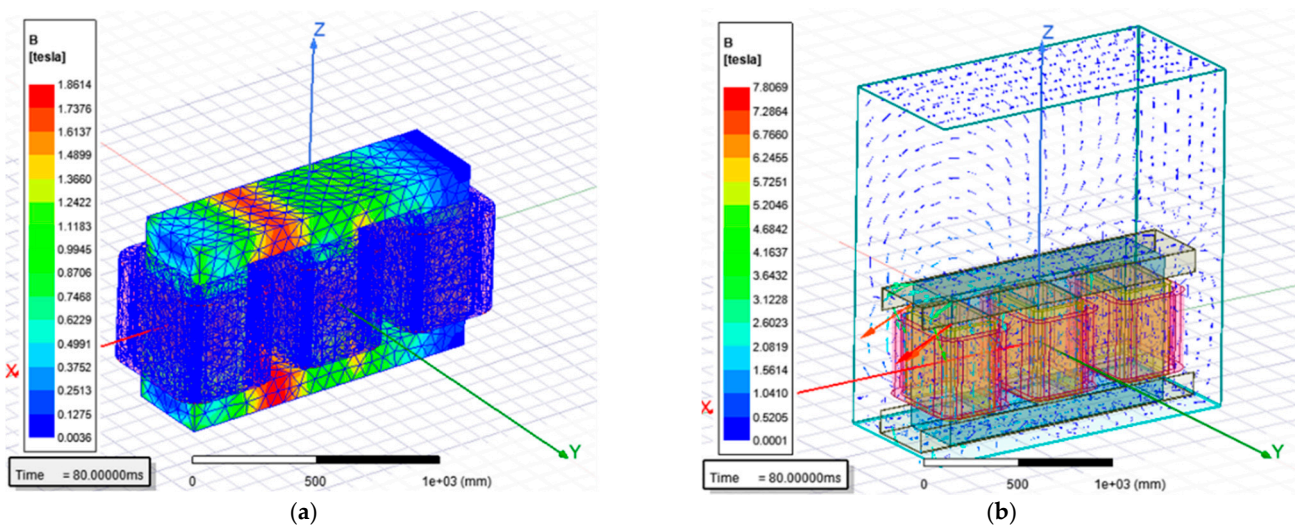 B
[tesla]
1.8614
1.7376
1.6137
1.4899
1.3660
1.2422
1.1183
0.9945
0.8706
0.7468
0.6229
0.4991
0.3752
0.2513
0.1275
0.0036
Z
X
Y
Time = 80.00000ms
0 500 1e+03 (mm)
(a)
B
[tesla]
7.8069
7.2864
6.7660
6.2455
5.7251
5.2046
4.6842
4.1637
3.6432
3.1228
2.6023
2.0819
1.5614
1.0410
0.5205
0.0001
Z
X
Y
Time = 80.00000ms
0 500 1e+03 (mm)
(b)